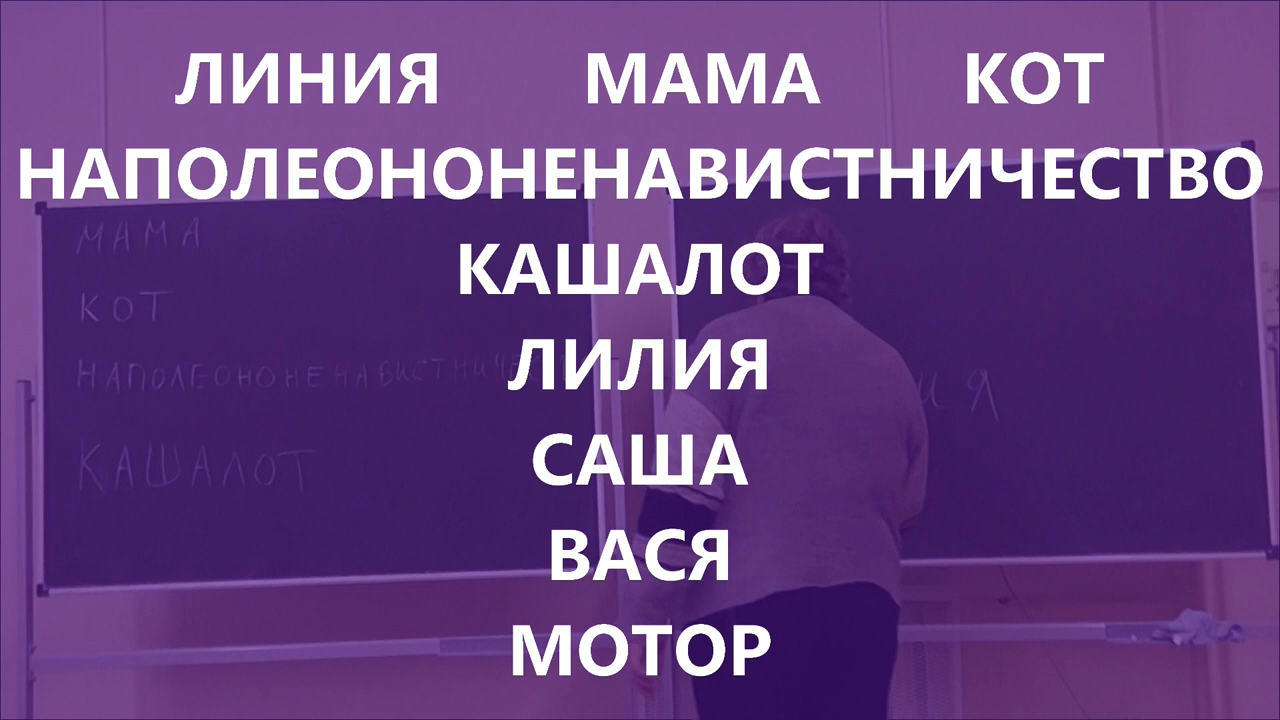 ЛИНИЯ МАМА КОТ
НАПОЛЕОНОНЕНАВИСТНИЧЕСТВО
КАШАЛОТ
ЛИЛИЯ
САША
ВАСЯ
МОТОР
МАМА
КОТ
КАШАЛОТ